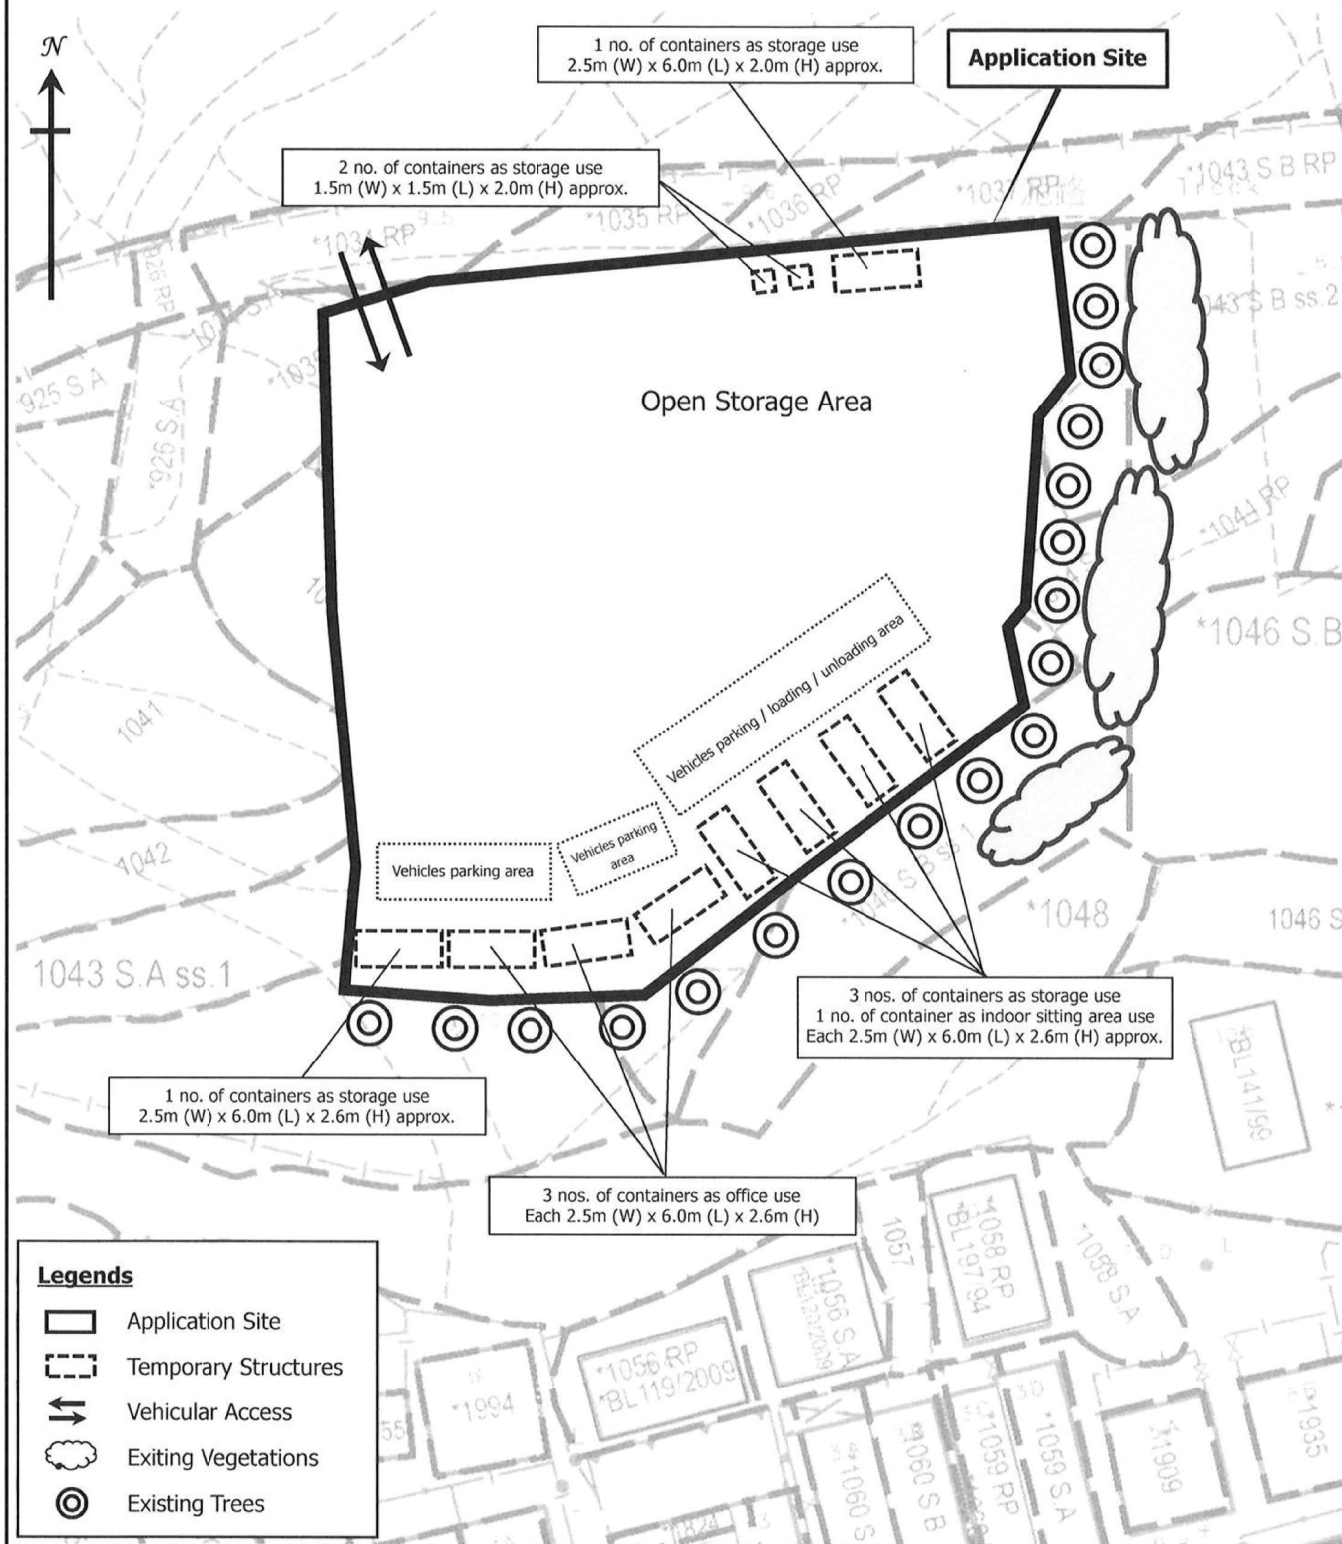 N
1 no. of containers as storage use
2.5m (W) x 6.0m (L) x 2.0m (H) approx.
Application Site
2 no. of containers as storage use
1.5m (W) x 1.5m (L) x 2.0m (H) approx.
*1043 S B RP
*1035 RP
*1036 RP
*1034 RP
9.5
926 RP
925 S A
*926 S.A
Open Storage Area
*1044 RP
*1046 S.B
1041
Vehicles parking / loading / unloading area
Vehicles parking
area
Vehicles parking area
1042
*1048
1046 S
1043 S.A ss.1
3 nos. of containers as storage use
1 no. of container as indoor sitting area use
Each 2.5m (W) x 6.0m (L) x 2.6m (H) approx.
*BL141/99
1 no. of containers as storage use
2.5m (W) x 6.0m (L) x 2.6m (H) approx.
3 nos. of containers as office use
Each 2.5m (W) x 6.0m (L) x 2.6m (H)
1057
*1058 RP
*BL197/94
*1058 S.A
*1056 S.A
*1056 RP
*BL119/2009
*1994
Legends
Application Site
Temporary Structures
Vehicular Access
Exiting Vegetations
Existing Trees
*1060 S
*1060 S B
*1059 RP
*1059 S.A
1909
1935